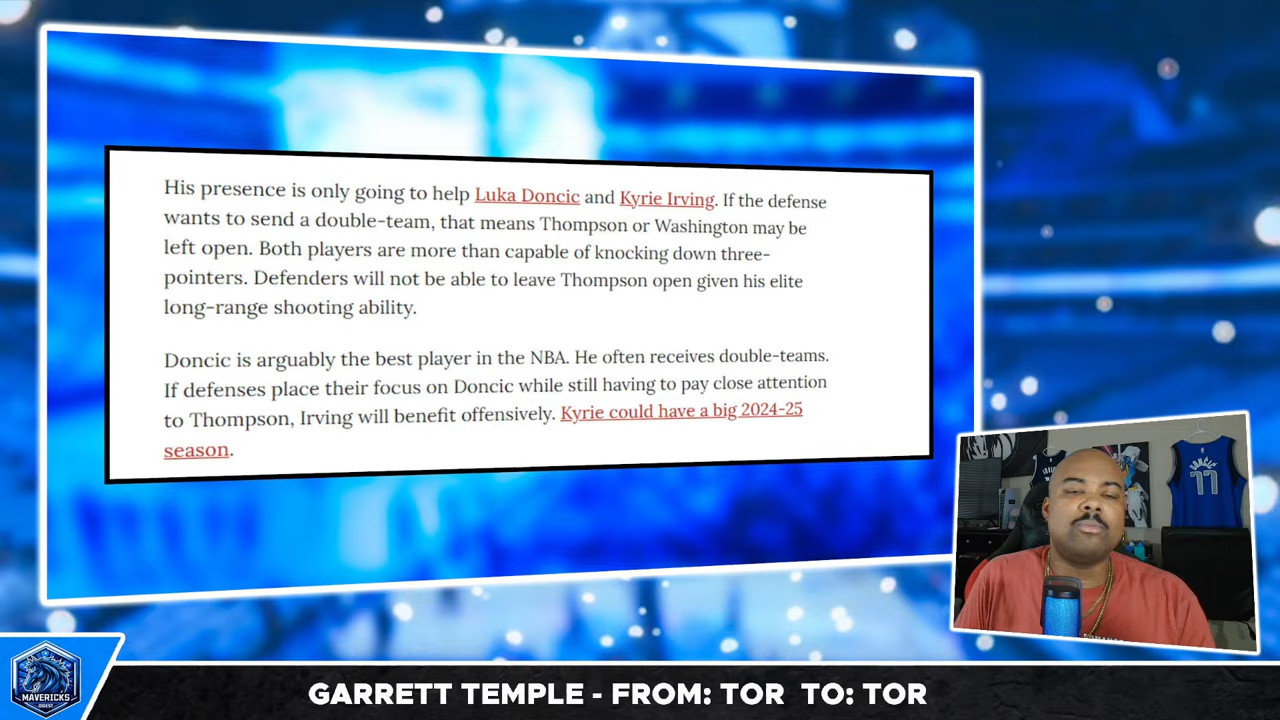 His presence is only going to help Luka Doncic and Kyrie Irving. If the defense
wants to send a double-team, that means Thompson or Washington may be
left open. Both players are more than capable of knocking down three-
pointers. Defenders will not be able to leave Thompson open given his elite
long-range shooting ability.
Doncic is arguably the best player in the NBA. He often receives double-teams.
If defenses place their focus on Doncic while still having to pay close attention
to Thompson, Irving will benefit offensively. Kyrie could have a big 2024-25
season.
DONČIĆ
77
MAVERICKS
DIGEST
GARRETT TEMPLE - FROM: TOR TO: TOR